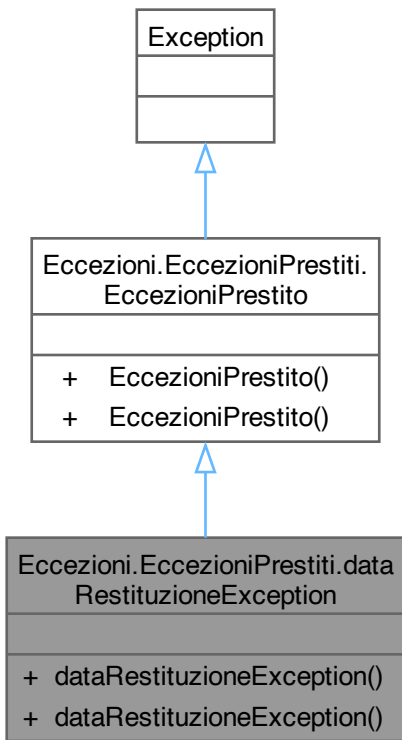 Exception
Eccezioni.EccezioniPrestiti.
EccezioniPrestito
+ EccezioniPrestito()
+ EccezioniPrestito()
Eccezioni.EccezioniPrestiti.data
RestituzioneException
+ dataRestituzioneException()
+ dataRestituzioneException()